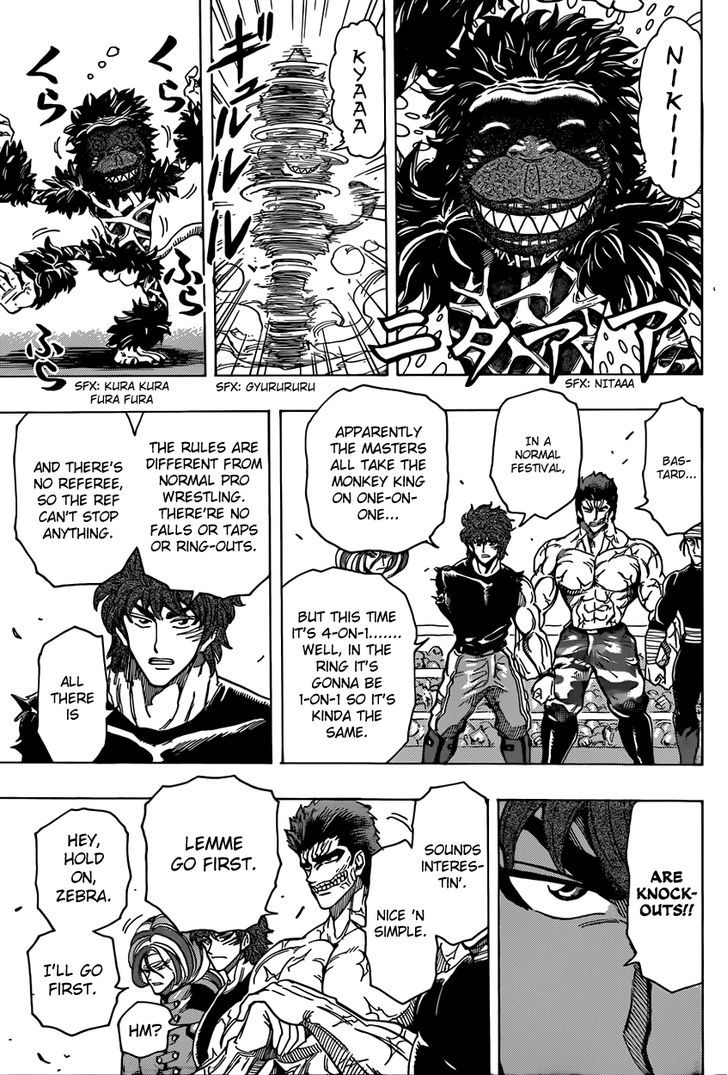 NIKIII
ニタアア
SFX: NITAAA
KYAAA
ギュルルルル
SFX: GYURURURU
くら
くら
ふら
ふら
SFX: KURA KURA
FURA FURA
BAS-
TARD...
IN A
NORMAL
FESTIVAL,
APPARENTLY
THE MASTERS
ALL TAKE THE
MONKEY KING
ON ONE-ON-
ONE...
BUT THIS TIME
IT'S 4-ON-1.......
WELL, IN THE
RING IT'S
GONNA BE
1-ON-1 SO IT'S
KINDA THE
SAME.
THE RULES ARE
DIFFERENT FROM
NORMAL PRO
WRESTLING.
THERE'RE NO
FALLS OR TAPS
OR RING-OUTS.
AND THERE'S
NO REFEREE,
SO THE REF
CAN'T STOP
ANYTHING.
ALL
THERE
IS
ARE
KNOCK-
OUTS!!
SOUNDS
INTERES-
TIN'.
NICE 'N
SIMPLE.
LEMME
GO FIRST.
HEY,
HOLD
ON,
ZEBRA.
I'LL GO
FIRST.
HM?